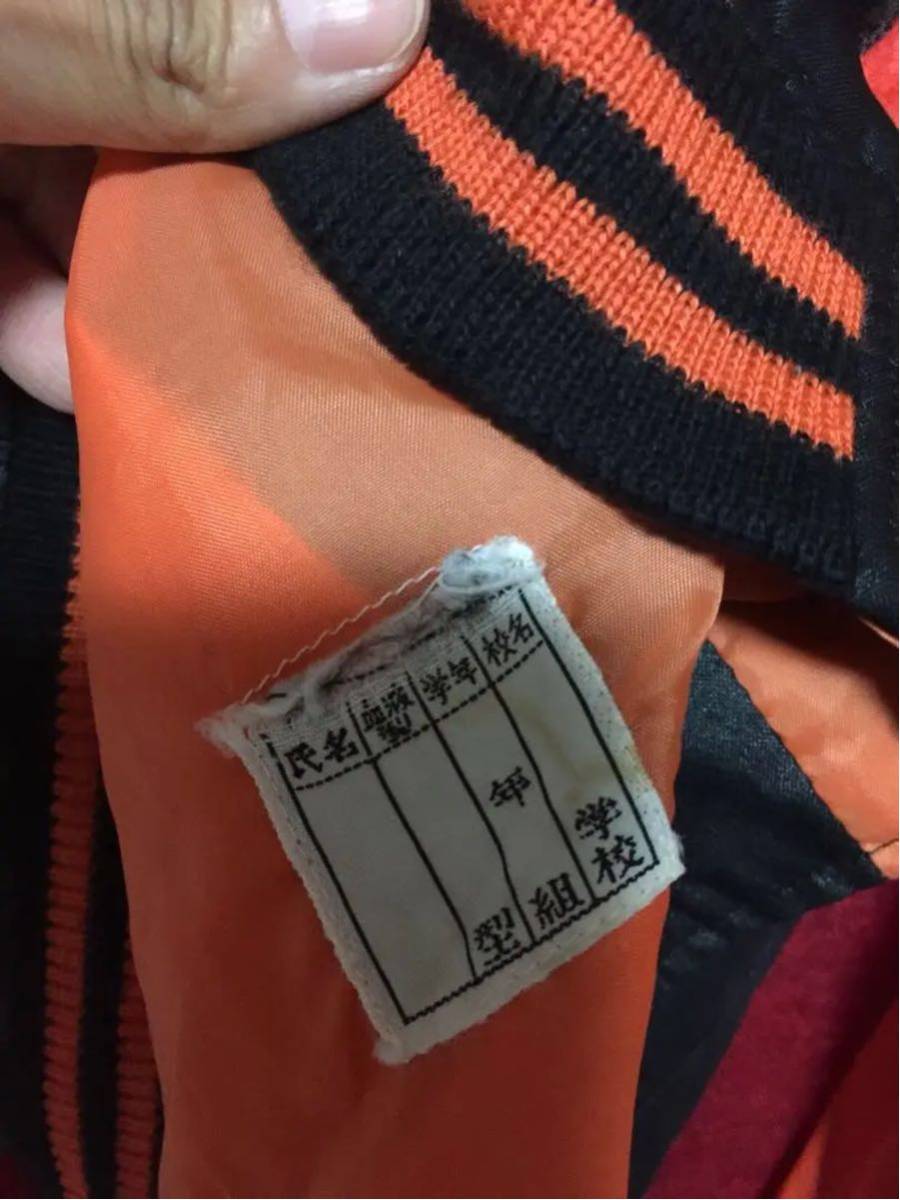 校名 学校
学年 年 組
血液型 型
氏名